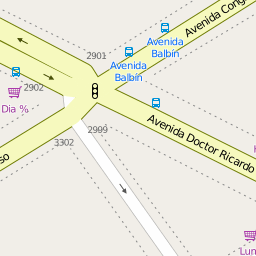 Avenida Cong
2901
Avenida
Balbín
Avenida
Balbín
2902
Dia %
2999
3302
so
Avenida Doctor Ricardo
Lun